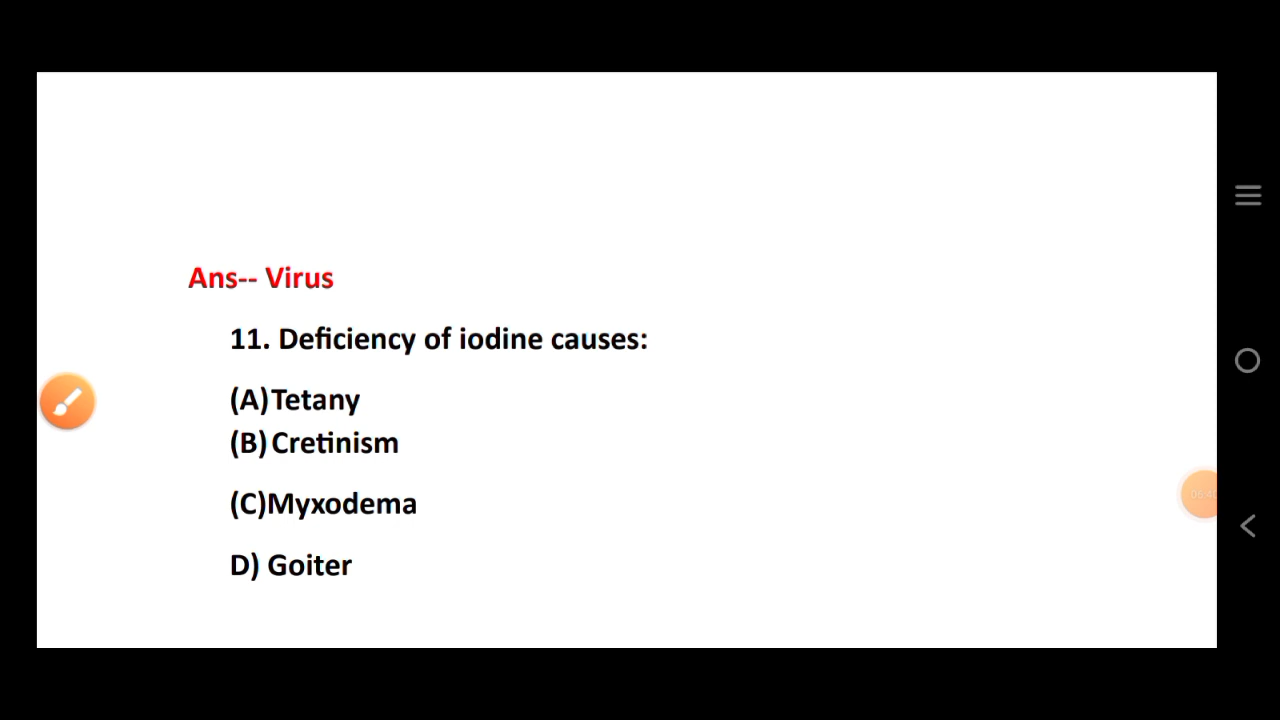 Ans-- Virus
11. Deficiency of iodine causes:
(A)Tetany
(B)Cretinism
(C)Myxodema
D) Goiter